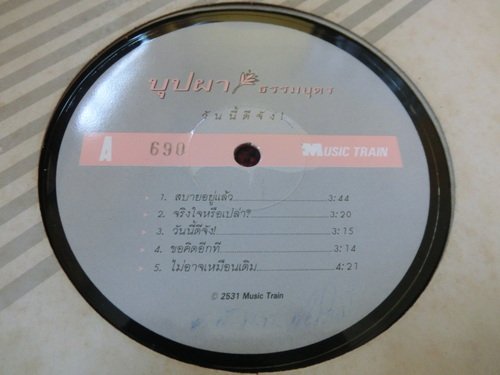 บุปผา ธรรมบุตร
วันนี้ดีจัง!
A 690 MUSIC TRAIN
1. สบายอยู่แล้ว 3:44
2. จริงใจหรือเปล่า? 3:20
3. วันนี้ดีจัง! 3:15
4. ขอคิดอีกที 3:14
5. ไม่อาจเหมือนเดิม 4:21
© 2531 Music Train